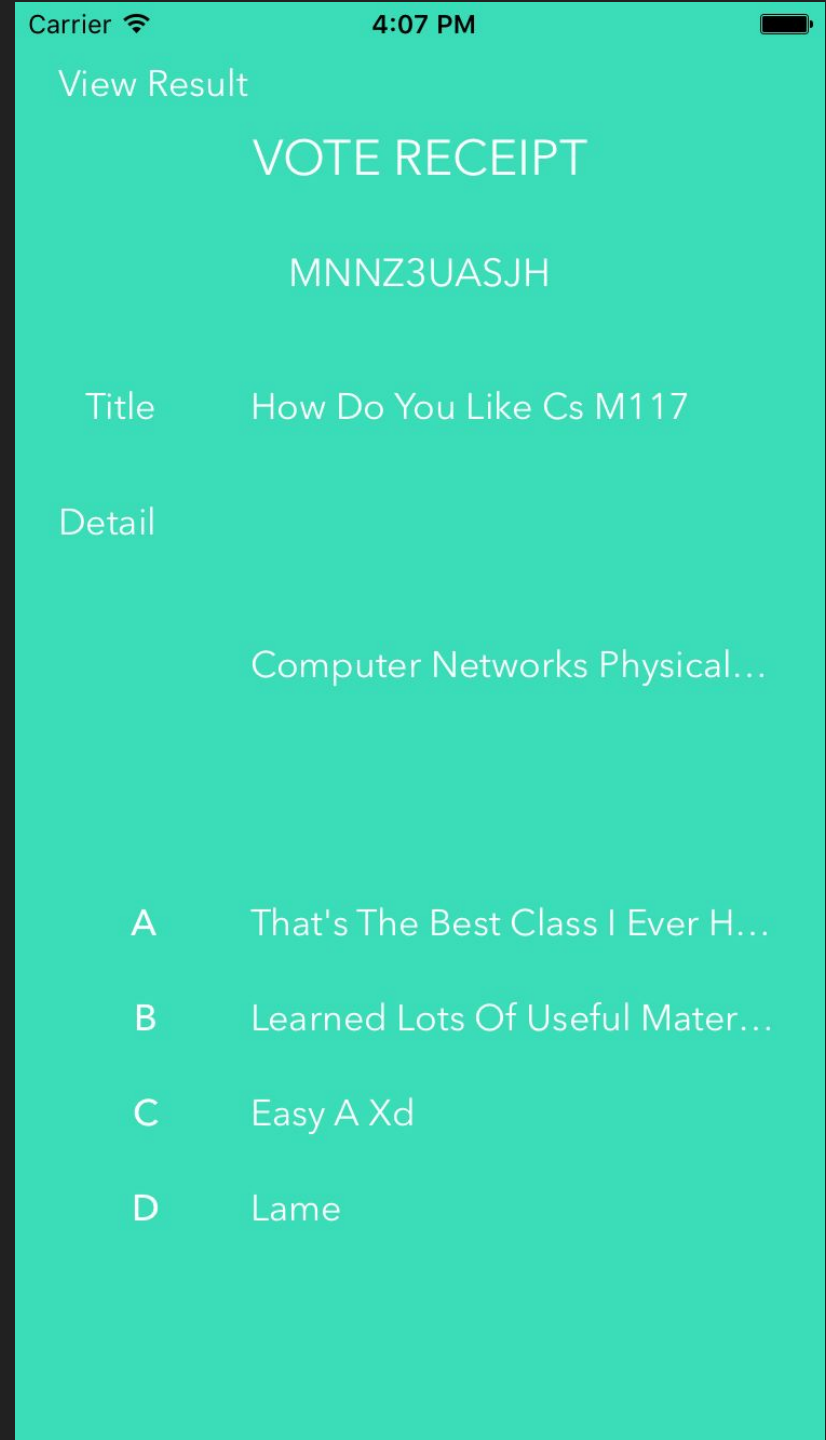 Carrier 4:07 PM
View Result
VOTE RECEIPT
MNNZ3UASJH
Title How Do You Like Cs M117
Detail
Computer Networks Physical...
A That's The Best Class I Ever H...
B Learned Lots Of Useful Mater...
C Easy A Xd
D Lame